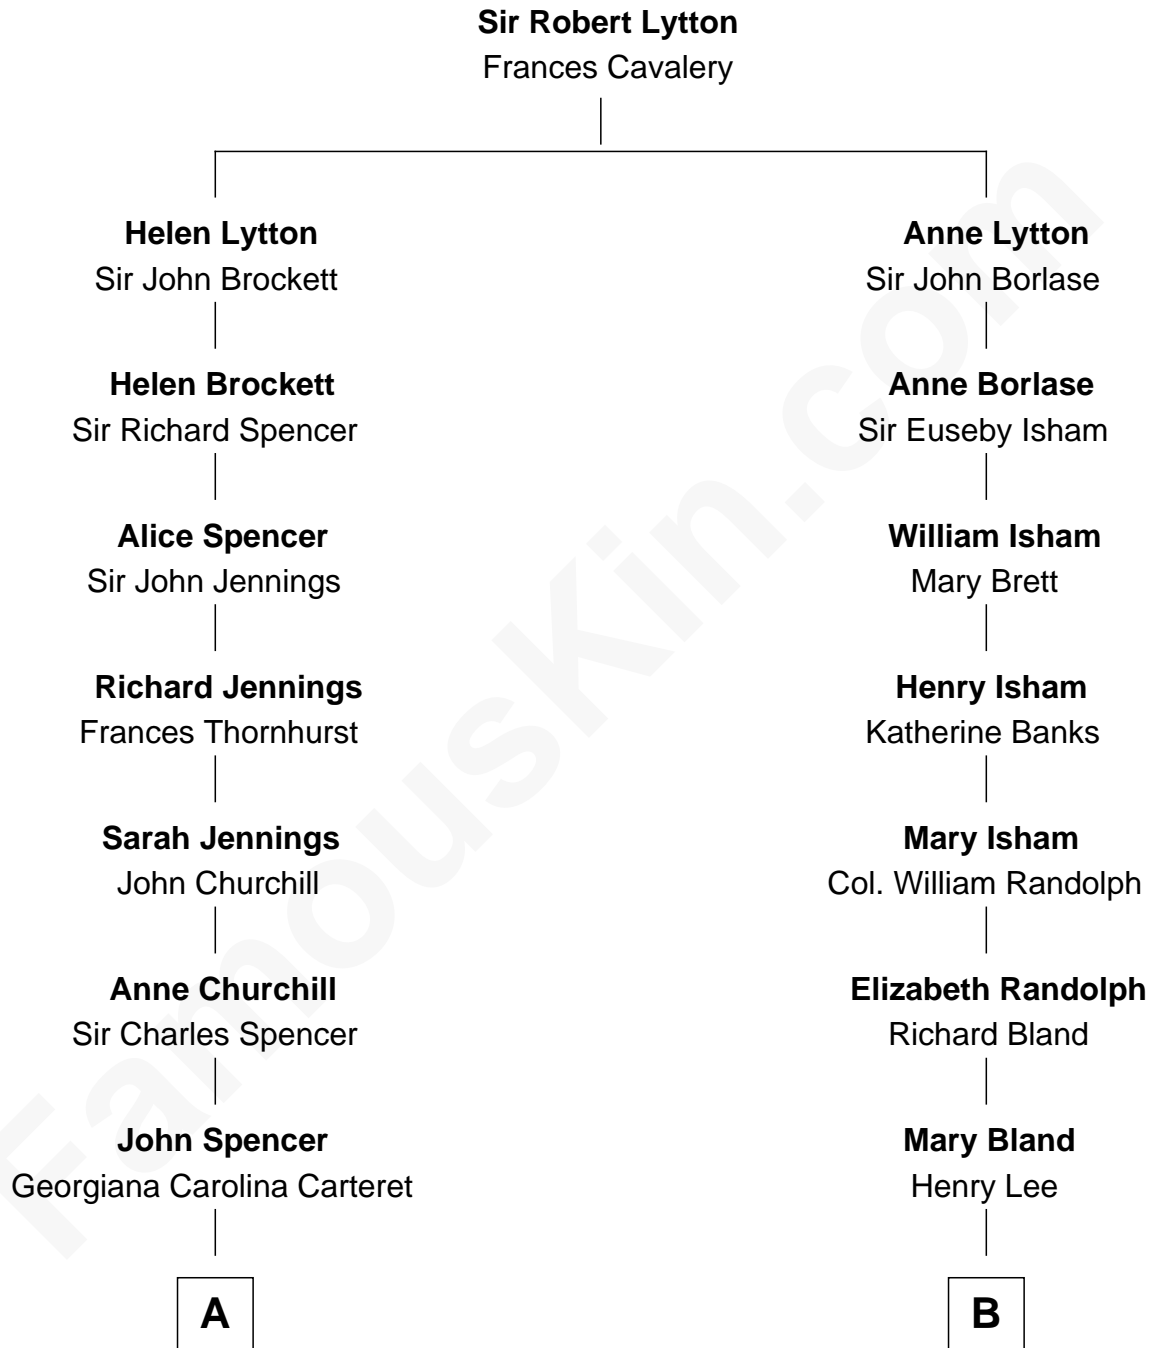 Sir Robert Lytton
Frances Cavalery
Helen Lytton
Sir John Brockett
Anne Lytton
Sir John Borlase
Helen Brockett
Sir Richard Spencer
Anne Borlase
Sir Euseby Isham
Alice Spencer
Sir John Jennings
William Isham
Mary Brett
Richard Jennings
Frances Thornhurst
Henry Isham
Katherine Banks
Sarah Jennings
John Churchill
Mary Isham
Col. William Randolph
Anne Churchill
Sir Charles Spencer
Elizabeth Randolph
Richard Bland
John Spencer
Georgiana Carolina Carteret
Mary Bland
Henry Lee
A
B
FamousKin.com